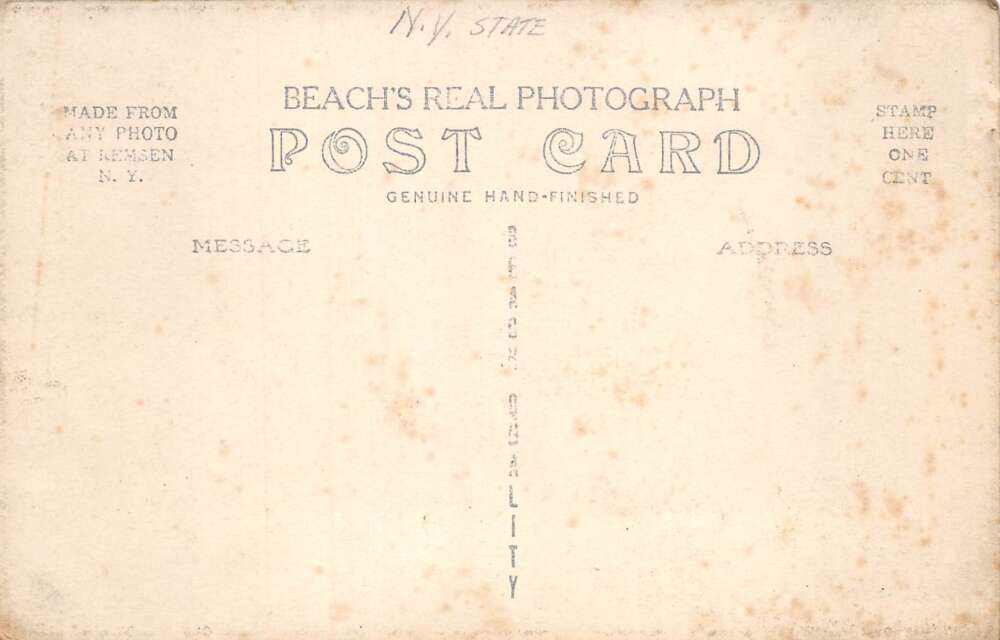 N.Y. STATE
BEACH'S REAL PHOTOGRAPH
POST CARD
GENUINE HAND-FINISHED
MADE FROM
ANY PHOTO
AT REMSEN
N. Y.
STAMP
HERE
ONE
CENT
MESSAGE
ADDRESS
BEACH QUALITY